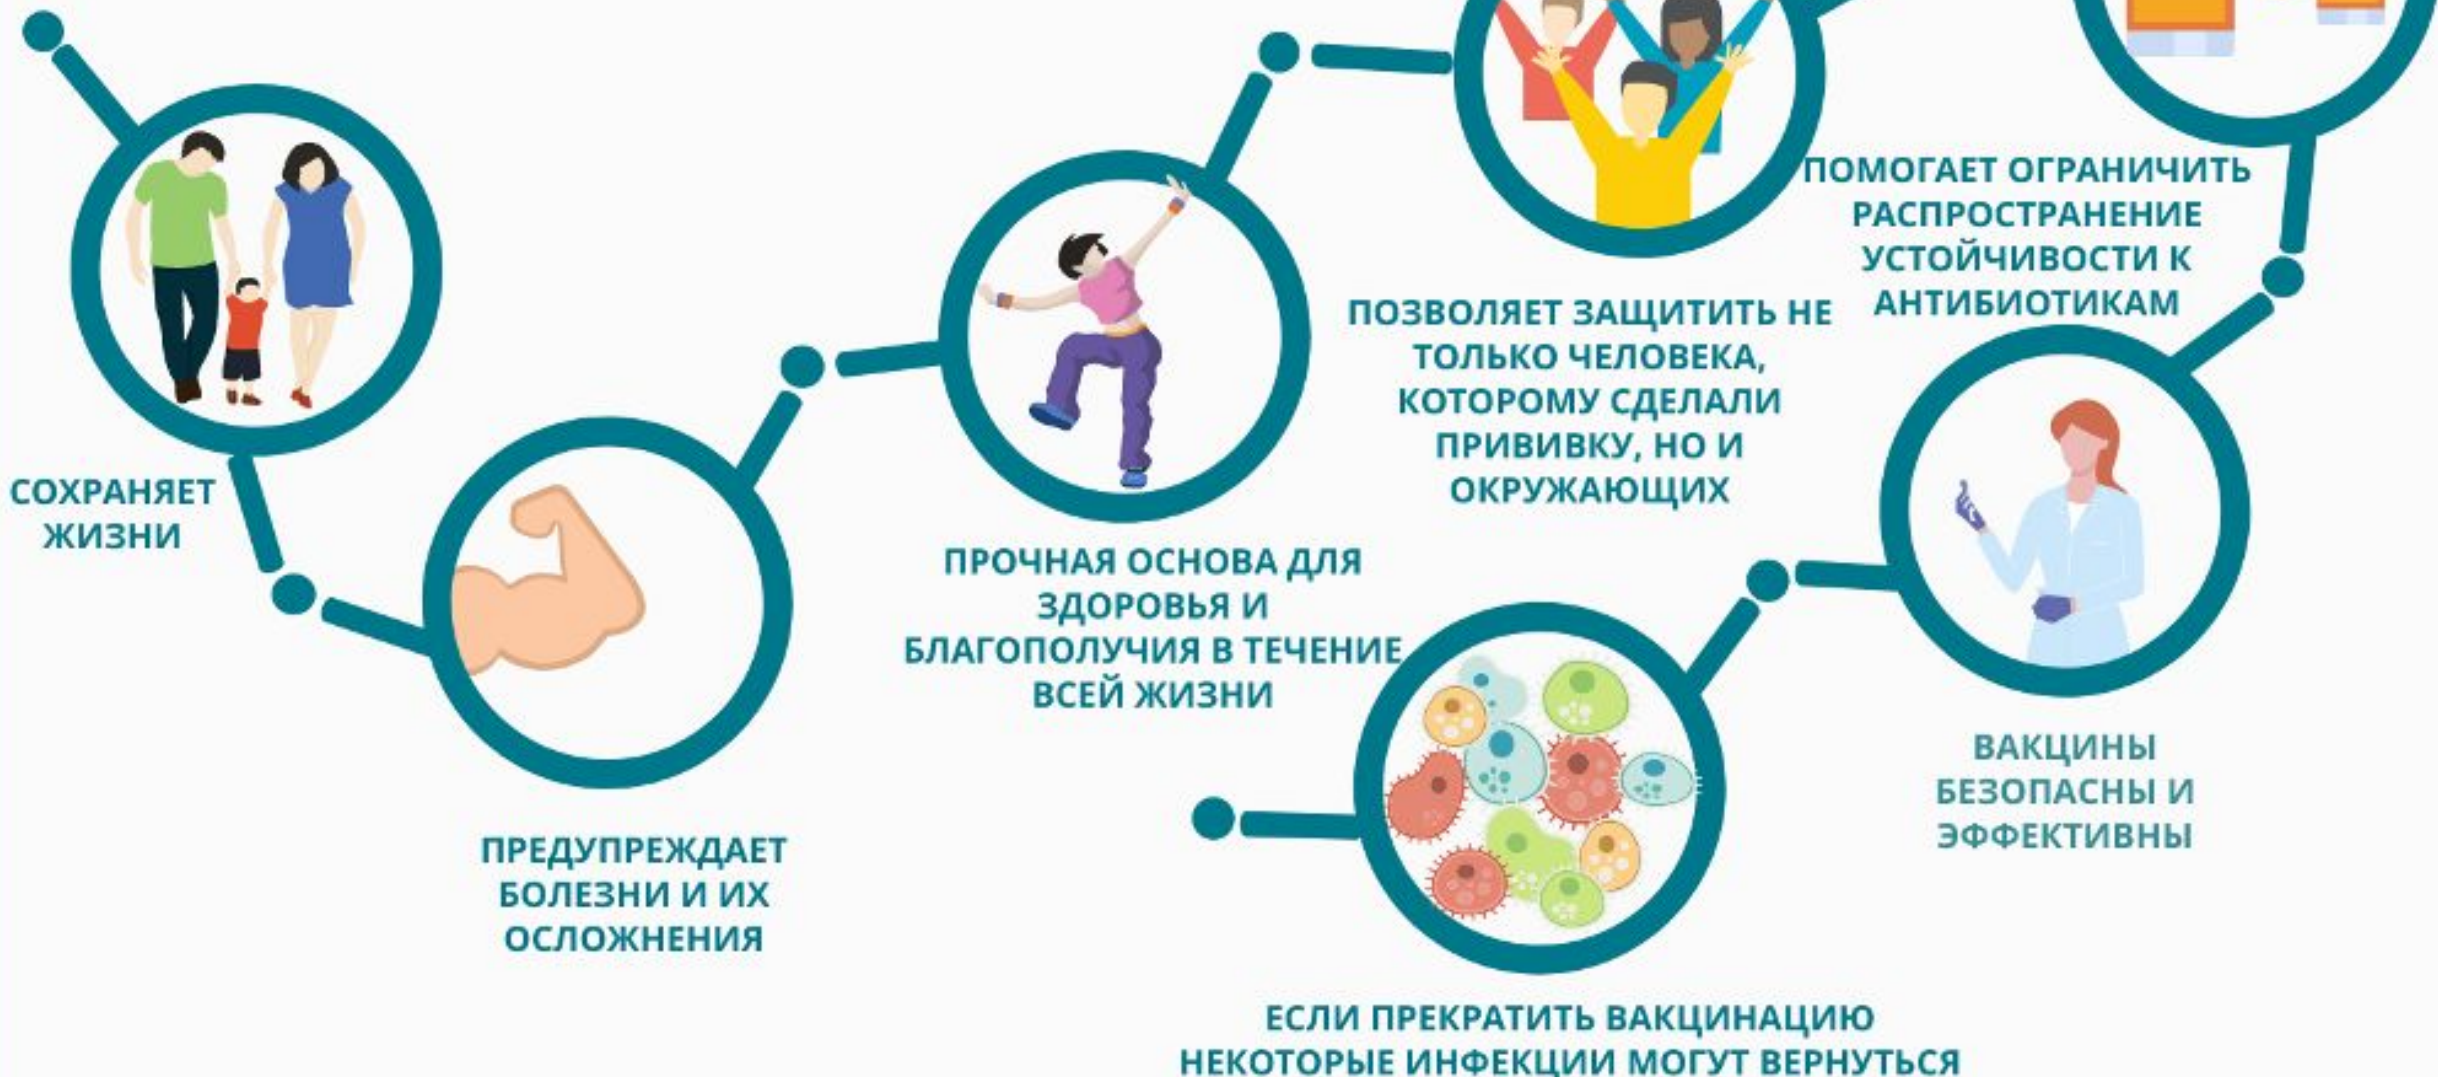 СОХРАНЯЕТ
ЖИЗНИ
ПРЕДУПРЕЖДАЕТ
БОЛЕЗНИ И ИХ
ОСЛОЖНЕНИЯ
ПРОЧНАЯ ОСНОВА ДЛЯ
ЗДОРОВЬЯ И
БЛАГОПОЛУЧИЯ В ТЕЧЕНИЕ
ВСЕЙ ЖИЗНИ
ПОЗВОЛЯЕТ ЗАЩИТИТЬ НЕ
ТОЛЬКО ЧЕЛОВЕКА,
КОТОРОМУ СДЕЛАЛИ
ПРИВИВКУ, НО И
ОКРУЖАЮЩИХ
ПОМОГАЕТ ОГРАНИЧИТЬ
РАСПРОСТРАНЕНИЕ
УСТОЙЧИВОСТИ К
АНТИБИОТИКАМ
ВАКЦИНЫ
БЕЗОПАСНЫ И
ЭФФЕКТИВНЫ
ЕСЛИ ПРЕКРАТИТЬ ВАКЦИНАЦИЮ
НЕКОТОРЫЕ ИНФЕКЦИИ МОГУТ ВЕРНУТЬСЯ